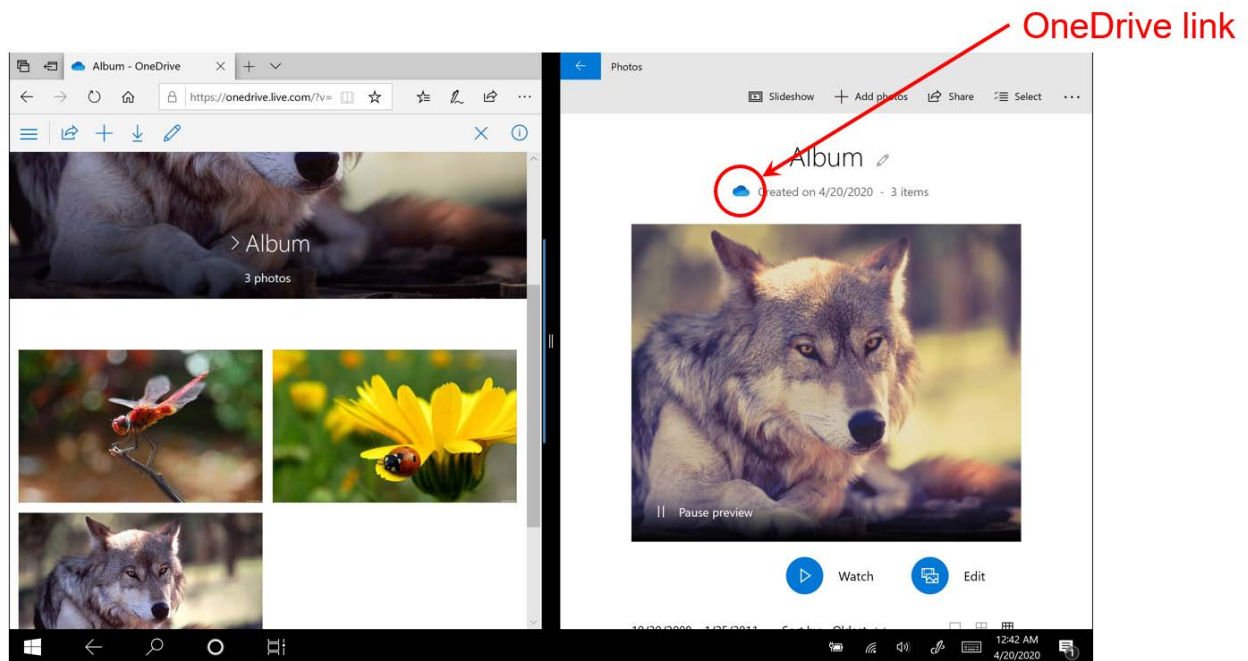 OneDrive link
Album - OneDrive
https://onedrive.live.com/?v=
Album
3 photos
Photos
Slideshow
Add photos
Share
Select
Album
Created on 4/20/2020 - 3 items
Pause preview
Watch
Edit
12:42 AM
4/20/2020
1